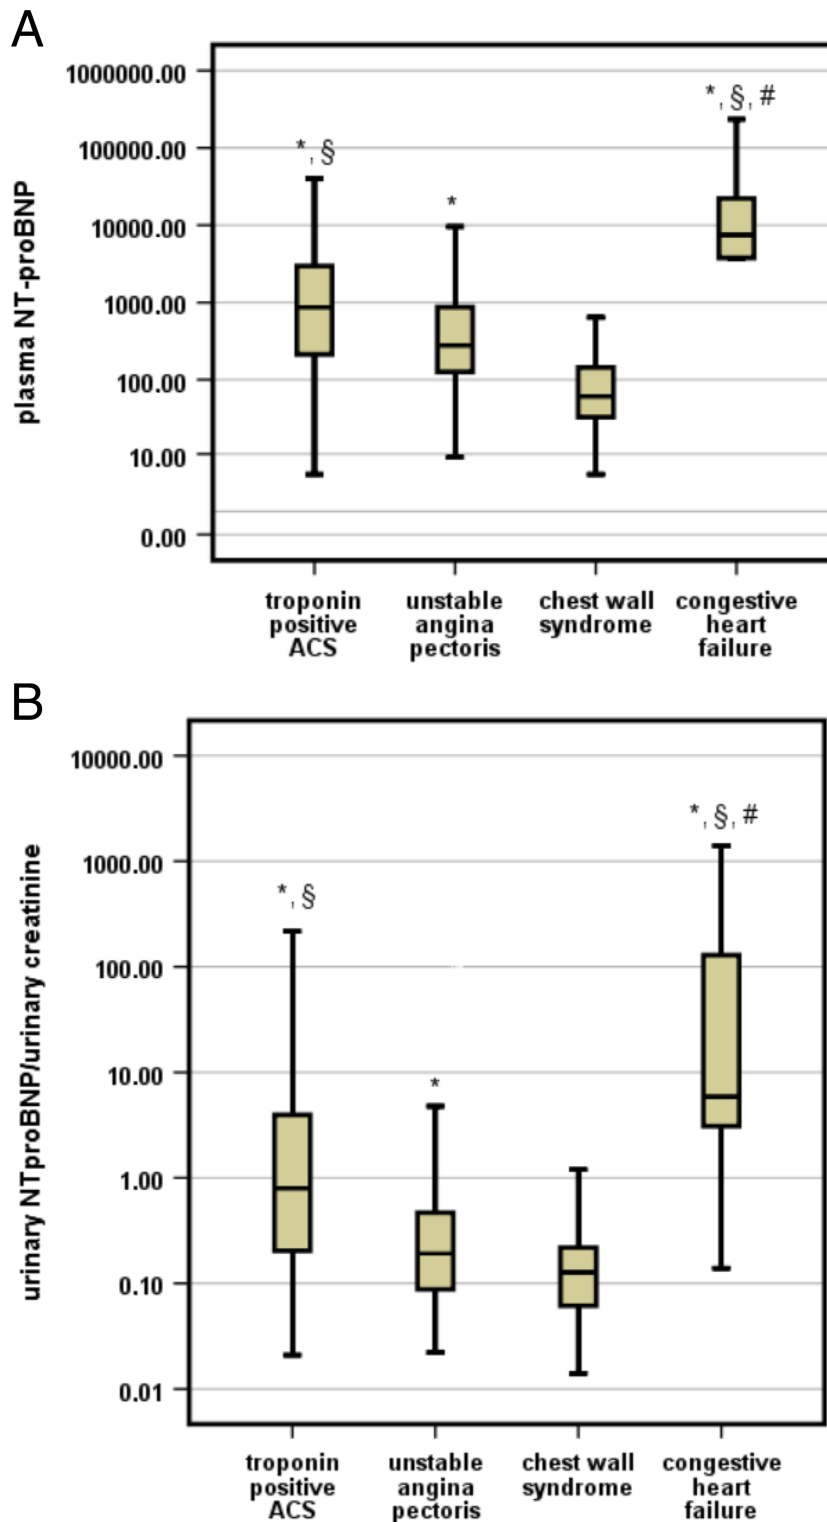 A
1000000.00
100000.00
10000.00
1000.00
100.00
10.00
0.00
plasma NT-proBNP
*, §
*
*, §, #
troponin positive ACS
unstable angina pectoris
chest wall syndrome
congestive heart failure
B
10000.00
1000.00
100.00
10.00
1.00
0.10
0.01
urinary NTproBNP/urinary creatinine
*, §
*
*, §, #
troponin positive ACS
unstable angina pectoris
chest wall syndrome
congestive heart failure